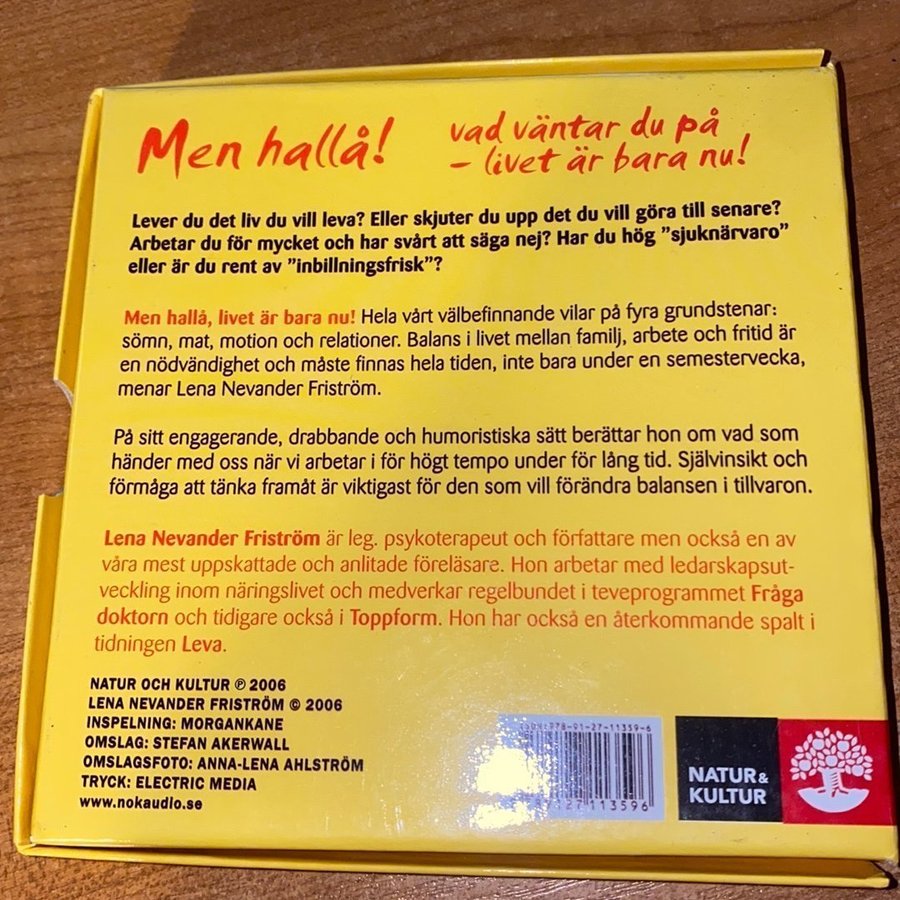 Men hallå!
vad väntar du på
– livet är bara nu!
Lever du det liv du vill leva? Eller skjuter du upp det du vill göra till senare?
Arbetar du för mycket och har svårt att säga nej? Har du hög ”sjuknärvaro”
eller är du rent av ”inbillningsfrisk”?
Men hallå, livet är bara nu! Hela vårt välbefinnande vilar på fyra grundstenar:
sömn, mat, motion och relationer. Balans i livet mellan familj, arbete och fritid är
en nödvändighet och måste finnas hela tiden, inte bara under en semestervecka,
menar Lena Nevander Friström.
På sitt engagerande, drabbande och humoristiska sätt berättar hon om vad som
händer med oss när vi arbetar i för högt tempo under för lång tid. Självinsikt och
förmåga att tänka framåt är viktigast för den som vill förändra balansen i tillvaron.
Lena Nevander Friström är leg. psykoterapeut och författare men också en av
våra mest uppskattade och anlitade föreläsare. Hon arbetar med ledarskapsut-
veckling inom näringslivet och medverkar regelbundet i teveprogrammet Fråga
doktorn och tidigare också i Toppform. Hon har också en återkommande spalt i
tidningen Leva.
NATUR OCH KULTUR ℗ 2006
LENA NEVANDER FRISTRÖM © 2006
INSPELNING: MORGANKANE
OMSLAG: STEFAN AKERWALL
OMSLAGSFOTO: ANNA-LENA AHLSTRÖM
TRYCK: ELECTRIC MEDIA
www.nokaudio.se
978-91-27-11359-6
127113596
NATUR &
KULTUR